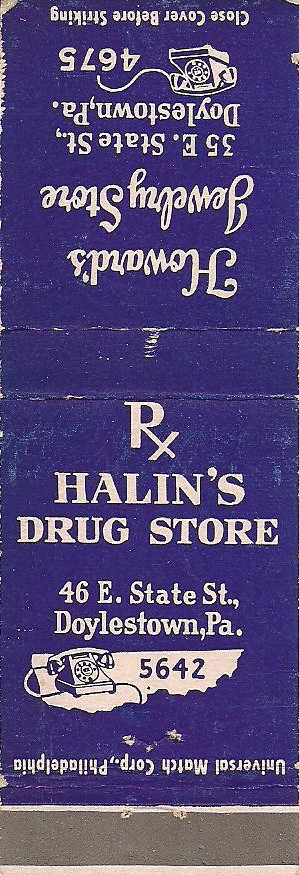 Close Cover Before Striking
4675
Doylestown,Pa.
35 E. State St.,
Jewelry Store
Howard's
Rx
HALIN'S
DRUG STORE
46 E. State St.,
Doylestown,Pa.
5642
Universal Match Corp.,Philadelphia